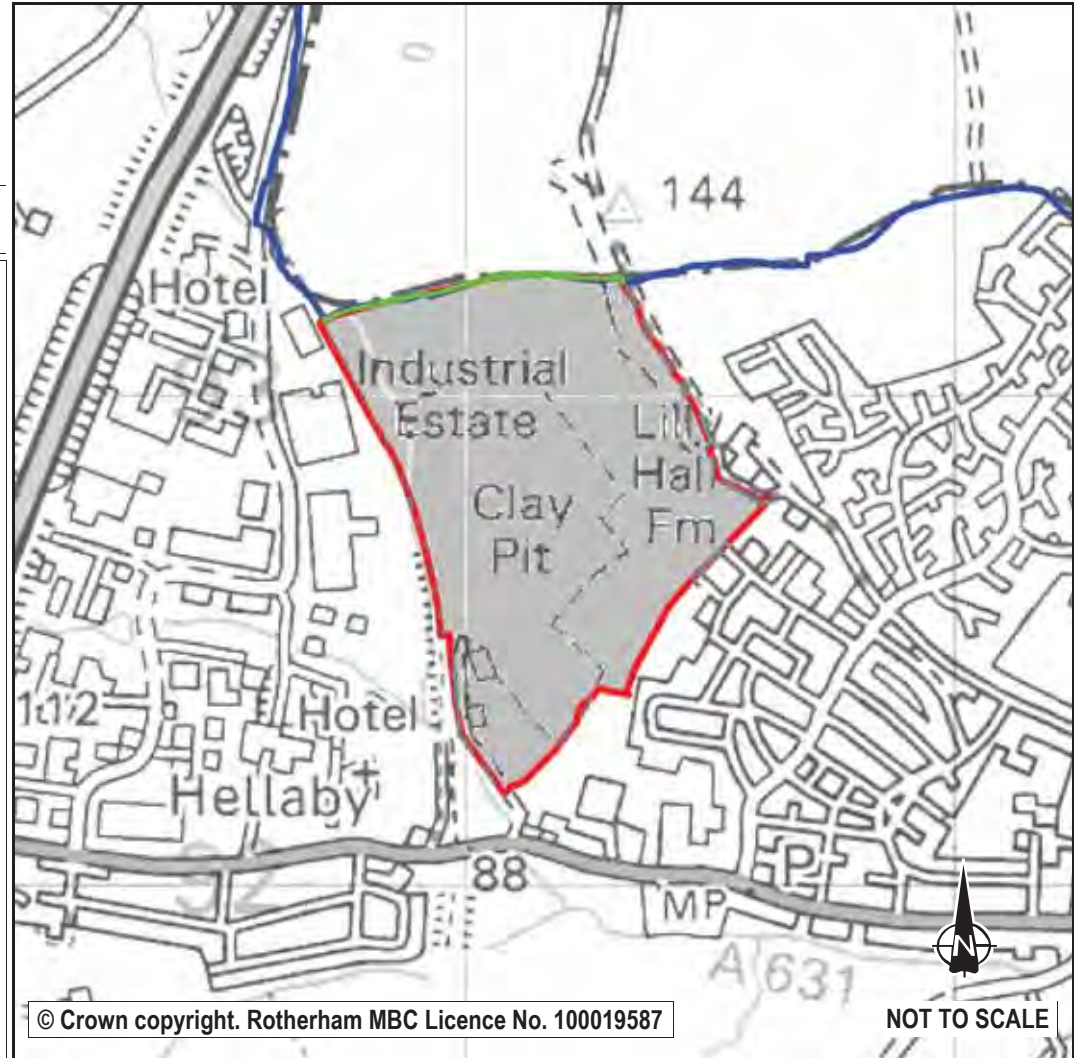 144
Hotel
Industrial
Estate
Lilly
Hall
Fm
Clay
Pit
Hotel
Hellaby
88
MP
P
A 631
N
© Crown copyright. Rotherham MBC Licence No. 100019587
NOT TO SCALE